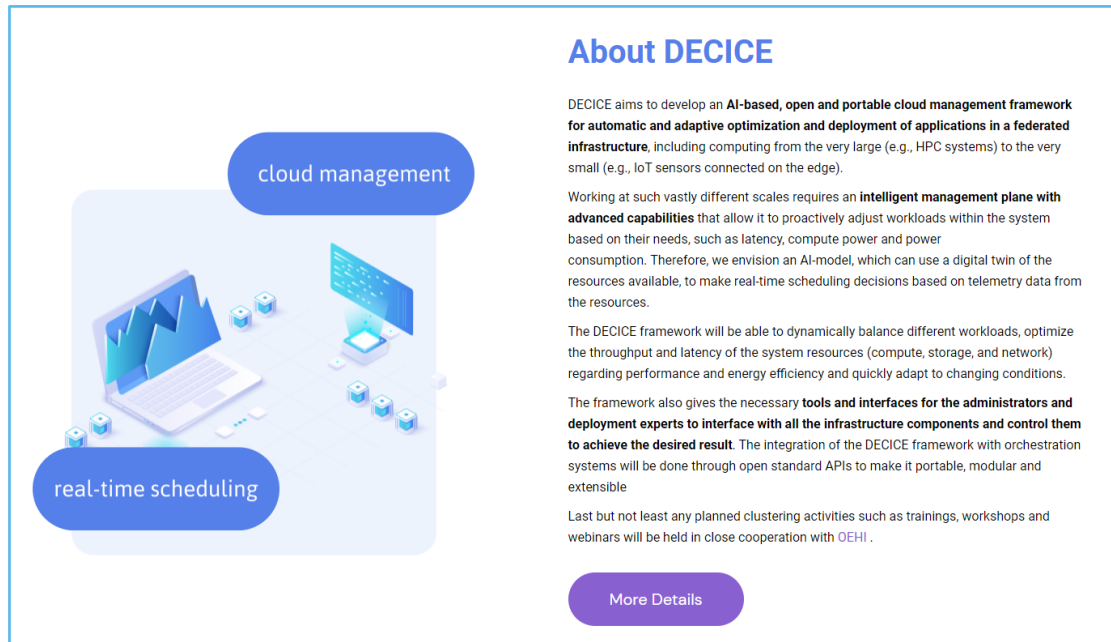 About DECICE
DECICE aims to develop an AI-based, open and portable cloud management framework
for automatic and adaptive optimization and deployment of applications in a federated
infrastructure, including computing from the very large (e.g., HPC systems) to the very
small (e.g., IoT sensors connected on the edge).
Working at such vastly different scales requires an intelligent management plane with
advanced capabilities that allow it to proactively adjust workloads within the system
based on their needs, such as latency, compute power and power
consumption. Therefore, we envision an AI-model, which can use a digital twin of the
resources available, to make real-time scheduling decisions based on telemetry data from
the resources.
The DECICE framework will be able to dynamically balance different workloads, optimize
the throughput and latency of the system resources (compute, storage, and network)
regarding performance and energy efficiency and quickly adapt to changing conditions.
The framework also gives the necessary tools and interfaces for the administrators and
deployment experts to interface with all the infrastructure components and control them
to achieve the desired result. The integration of the DECICE framework with orchestration
systems will be done through open standard APIs to make it portable, modular and
extensible
Last but not least any planned clustering activities such as trainings, workshops and
webinars will be held in close cooperation with OEHI .
More Details
cloud management
real-time scheduling